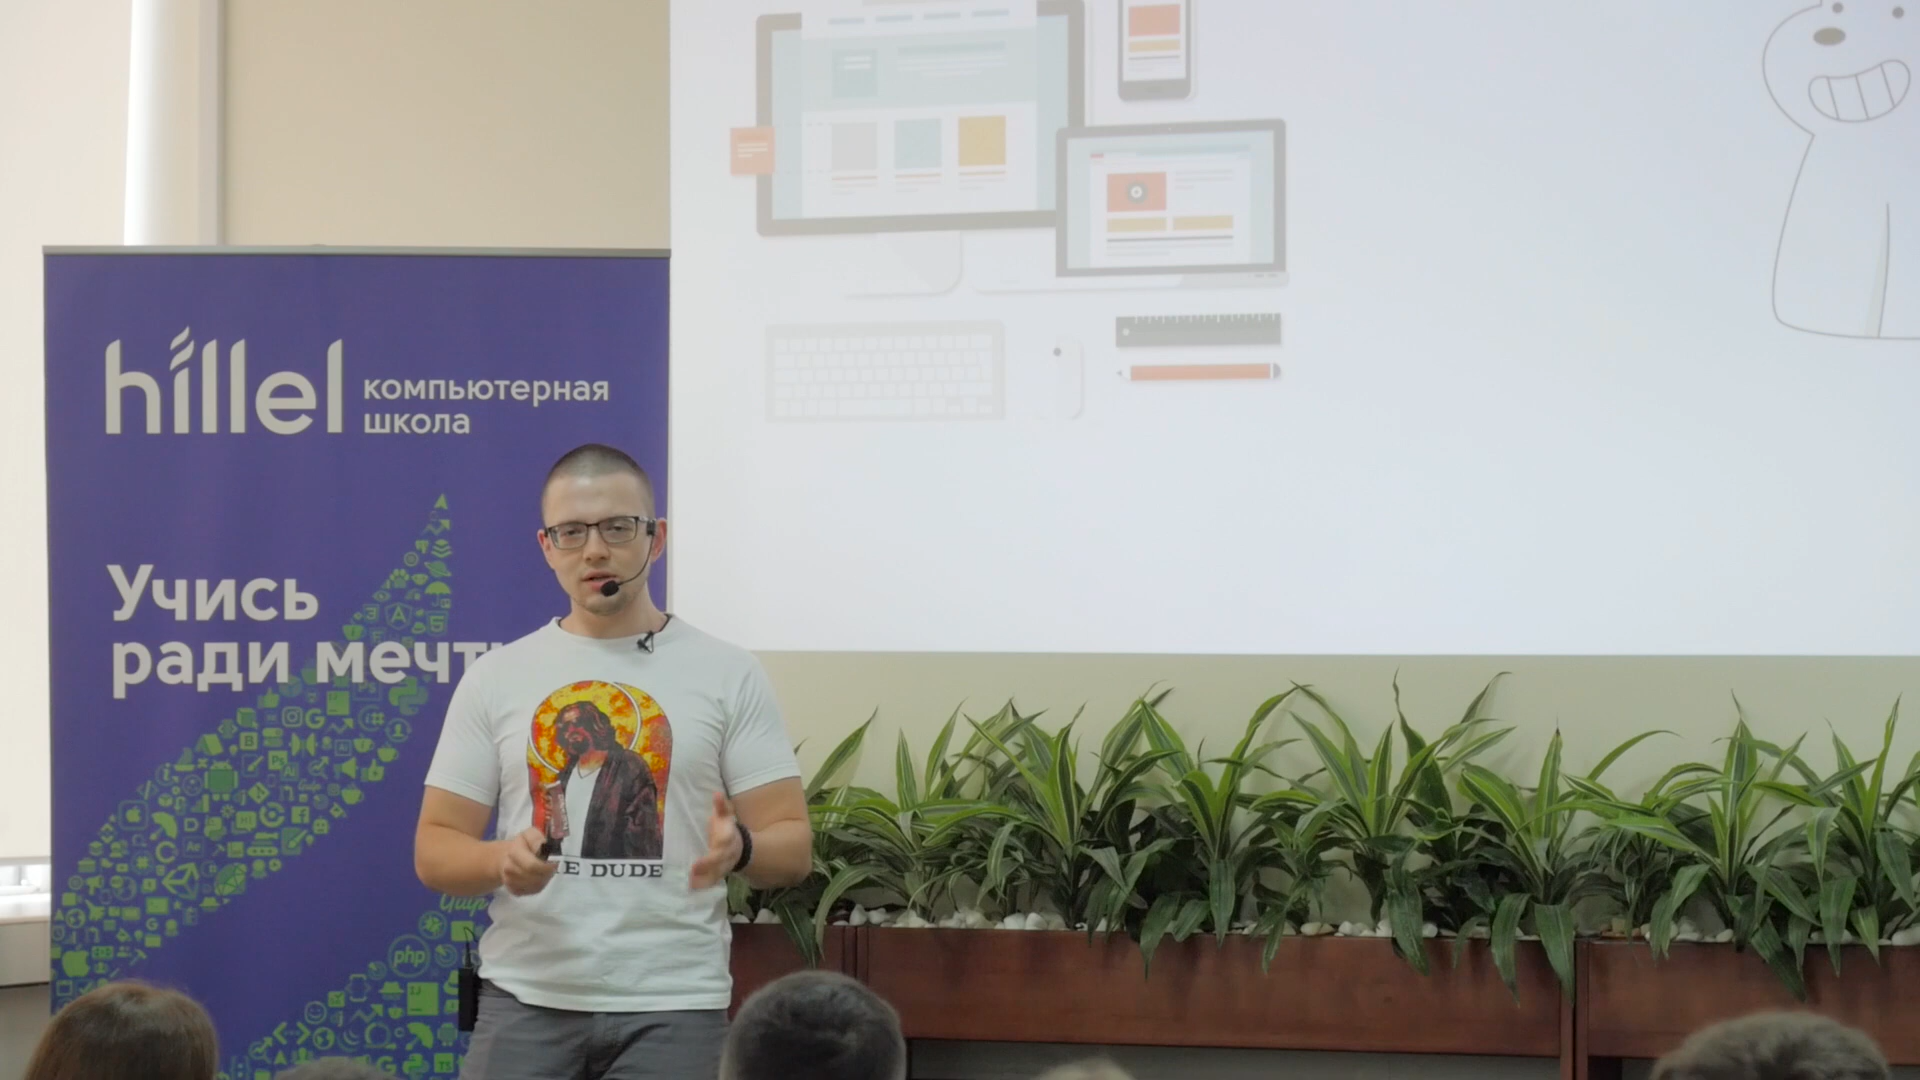 hillel
компьютерная
школа
Учись
ради мечт
DUDE
php